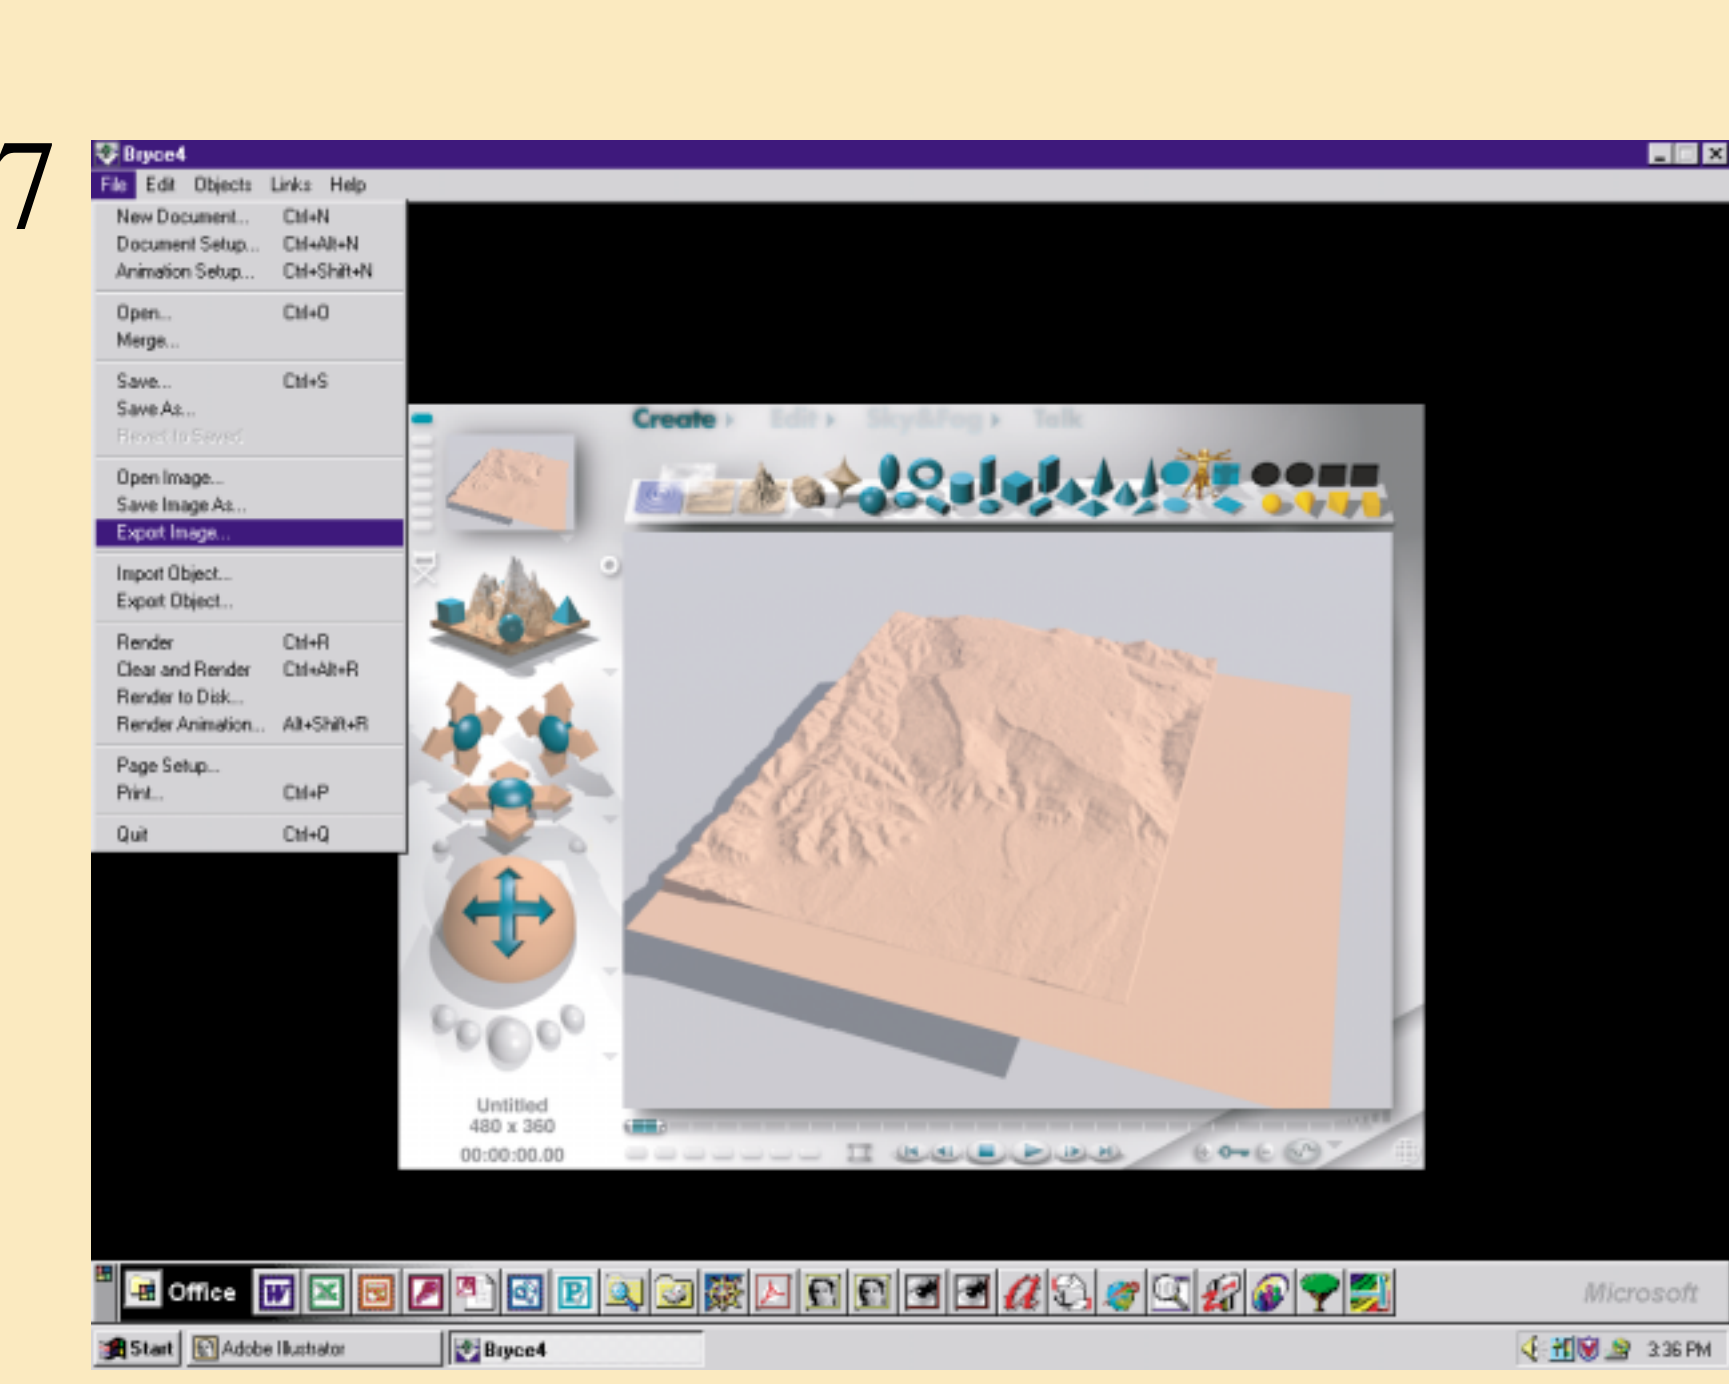 7
Bryce4
File Edit Objects Links Help
New Document... Ctrl+N
Document Setup... Ctrl+Alt+N
Animation Setup... Ctrl+Shift+N
Open... Ctrl+O
Merge...
Save... Ctrl+S
Save As...
Revert to Saved
Open Image...
Save Image As...
Export Image...
Import Object...
Export Object...
Render Ctrl+R
Clear and Render Ctrl+Alt+R
Render to Disk...
Render Animation... Alt+Shift+R
Page Setup...
Print... Ctrl+P
Quit Ctrl+Q
Create Edit Sky&Fog Talk
Untitled
480 x 360
00:00:00.00
Office
Microsoft
Start Adobe Illustrator Bryce4 3:36 PM